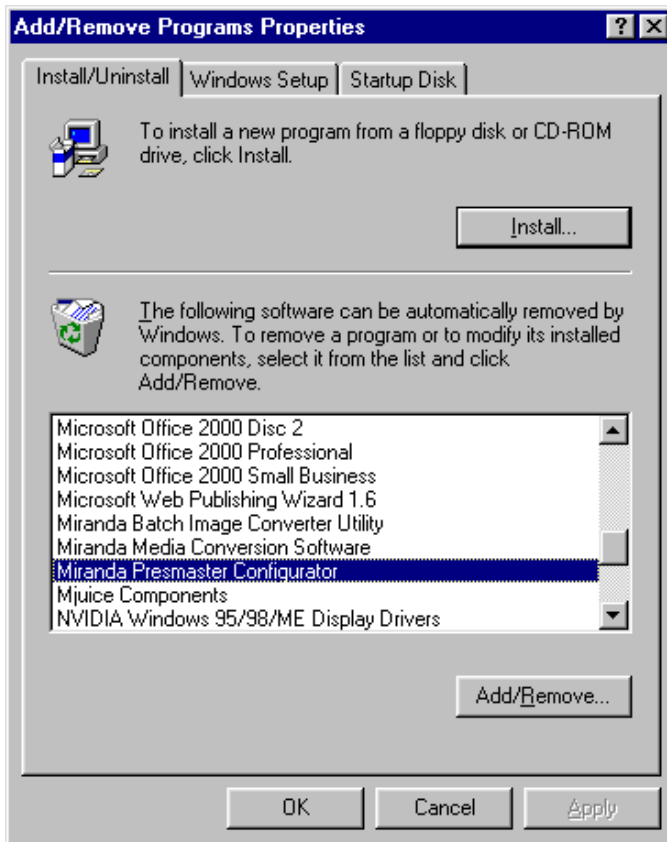 Add/Remove Programs Properties
Install/Uninstall Windows Setup Startup Disk
To install a new program from a floppy disk or CD-ROM
drive, click Install.
Install...
The following software can be automatically removed by
Windows. To remove a program or to modify its installed
components, select it from the list and click
Add/Remove.
Microsoft Office 2000 Disc 2
Microsoft Office 2000 Professional
Microsoft Office 2000 Small Business
Microsoft Web Publishing Wizard 1.6
Miranda Batch Image Converter Utility
Miranda Media Conversion Software
Miranda Presmaster Configurator
Mjuice Components
NVIDIA Windows 95/98/ME Display Drivers
Add/Remove...
OK Cancel Apply